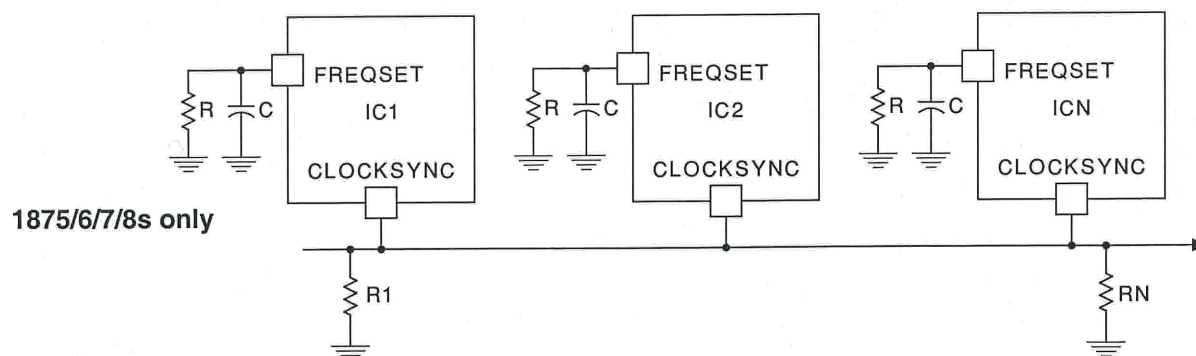 FREQSET
R
C
IC1
CLOCKSYNC
FREQSET
R
C
IC2
CLOCKSYNC
FREQSET
R
C
ICN
CLOCKSYNC
1875/6/7/8s only
R1
RN